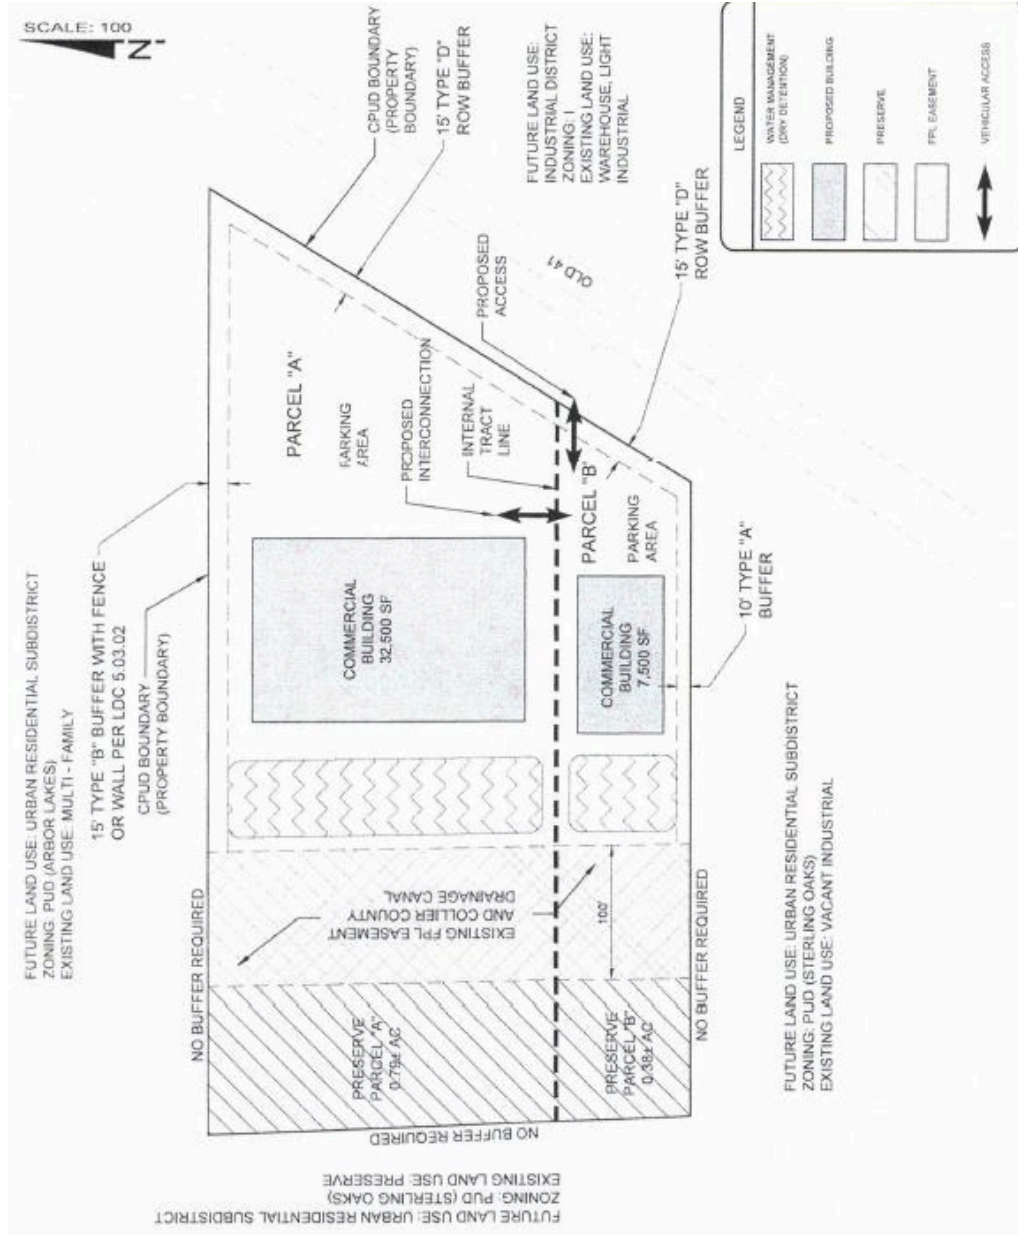 SCALE: 100
N
FUTURE LAND USE: URBAN RESIDENTIAL SUBDISTRICT
ZONING: PUD (ARBOR LAKES)
EXISTING LAND USE: MULTI - FAMILY
15' TYPE "B" BUFFER WITH FENCE
OR WALL PER LDC 5.03.02
CPUD BOUNDARY
(PROPERTY BOUNDARY)
NO BUFFER REQUIRED
CPUD BOUNDARY
(PROPERTY
BOUNDARY)
15' TYPE "D"
ROW BUFFER
FUTURE LAND USE:
INDUSTRIAL DISTRICT
ZONING: I
EXISTING LAND USE:
WAREHOUSE, LIGHT
INDUSTRIAL
OLD 41
PARCEL "A"
PARKING
AREA
PROPOSED
INTERCONNECTION
INTERNAL
TRACT
LINE
PROPOSED
ACCESS
COMMERCIAL
BUILDING
32,500 SF
PARCEL "B"
PARKING
AREA
COMMERCIAL
BUILDING
7,500 SF
15' TYPE "D"
ROW BUFFER
10' TYPE "A"
BUFFER
EXISTING FPL EASEMENT
AND COLLIER COUNTY
DRAINAGE CANAL
100'
PRESERVE
PARCEL "A"
0.79± AC
PRESERVE
PARCEL "B"
0.38± AC
NO BUFFER REQUIRED
NO BUFFER REQUIRED
FUTURE LAND USE: URBAN RESIDENTIAL SUBDISTRICT
ZONING: PUD (STERLING OAKS)
EXISTING LAND USE: PRESERVE
FUTURE LAND USE: URBAN RESIDENTIAL SUBDISTRICT
ZONING: PUD (STERLING OAKS)
EXISTING LAND USE: VACANT INDUSTRIAL
LEGEND
WATER MANAGEMENT
(DRY DETENTION)
PROPOSED BUILDING
PRESERVE
FPL EASEMENT
VEHICULAR ACCESS